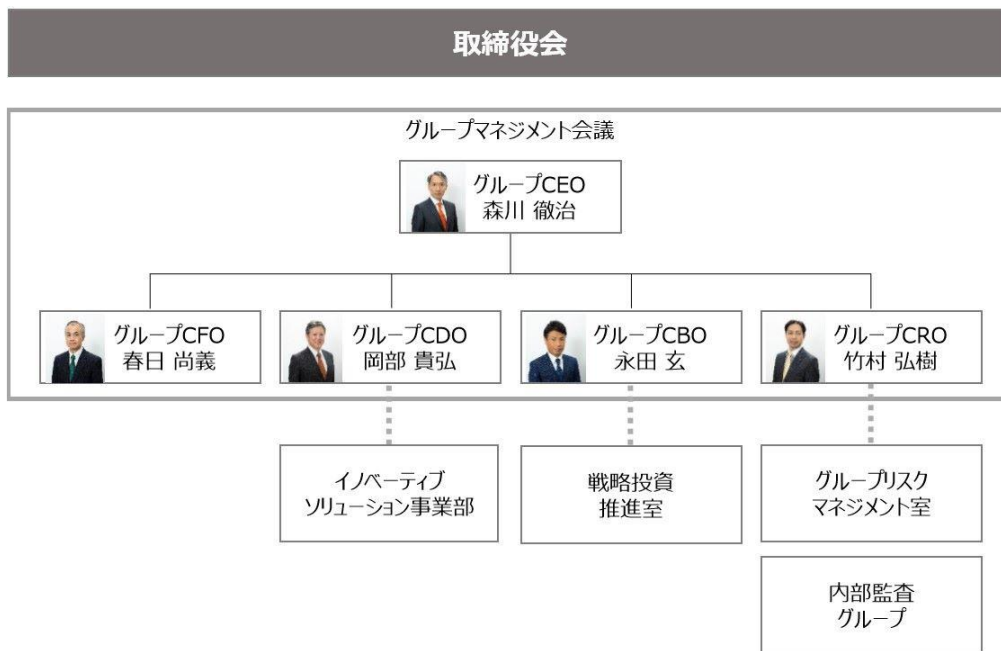 取締役会
グループマネジメント会議
グループCEO
森川 徹治
グループCFO
春日 尚義
グループCDO
岡部 貴弘
グループCBO
永田 玄
グループCRO
竹村 弘樹
イノベーティブ
ソリューション事業部
戦略投資
推進室
グループリスク
マネジメント室
内部監査
グループ